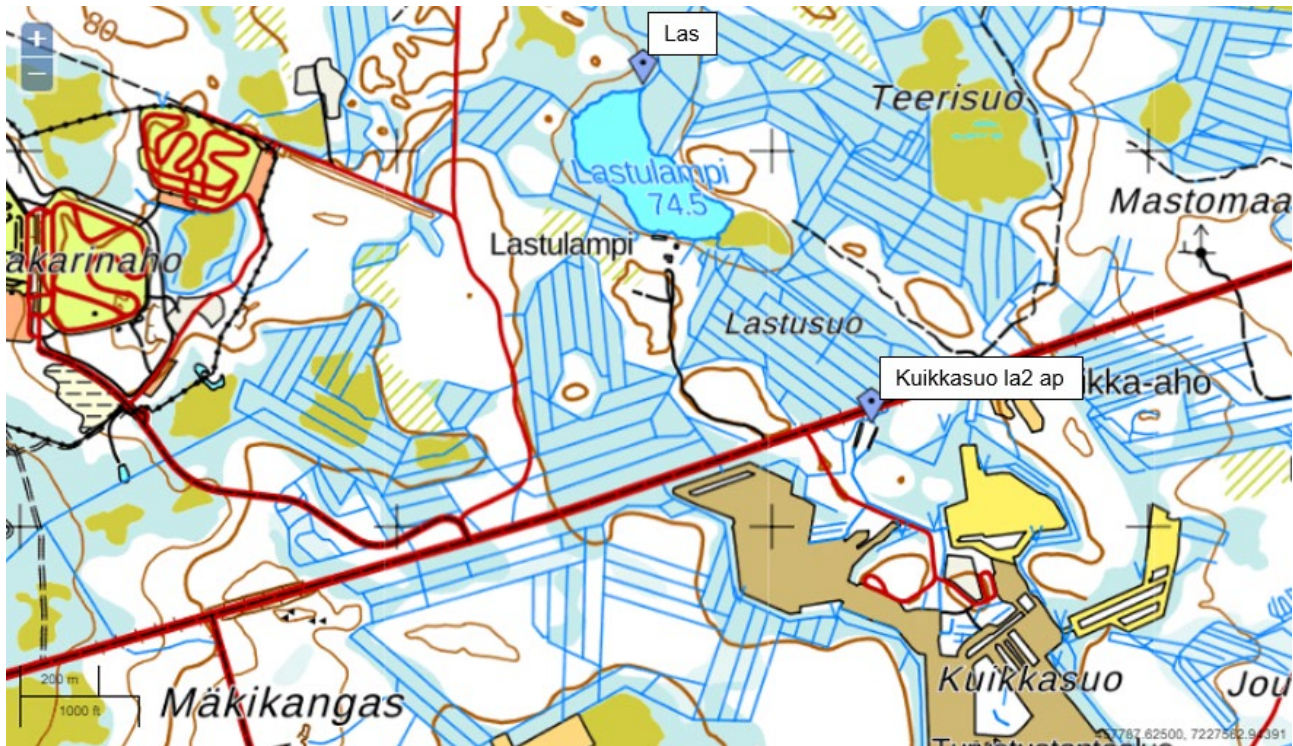 +
−
80
Las
Teerisuo
Lastulampi
74.5
Mastomaa
akarinaho
Lastulampi
Lastusuo
Kuikkasuo la2 ap
ikka-aho
200 m
1000 ft
Mäkikangas
Kuikkasuo
Jou